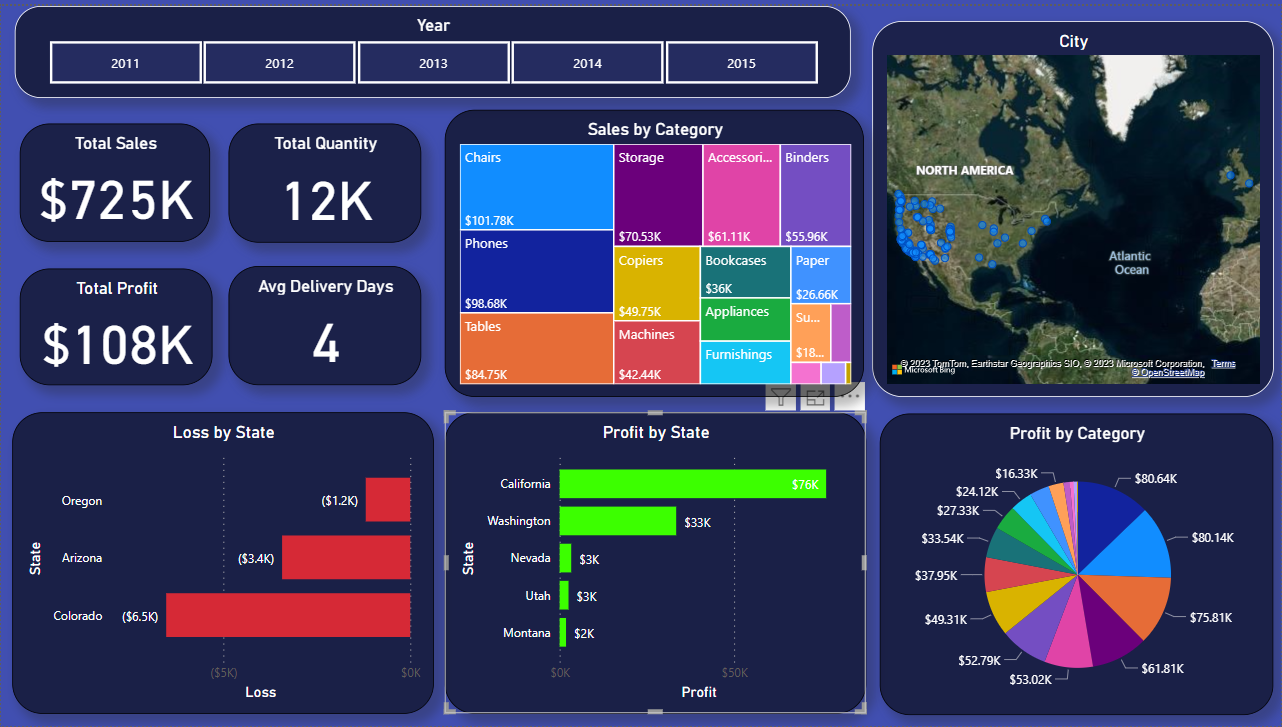 Year
2011 2012 2013 2014 2015
City
NORTH AMERICA
Atlantic
Ocean
© 2023 TomTom, Earthstar Geographics SIO, © 2023 Microsoft Corporation, Terms
Microsoft Bing
© OpenStreetMap
Total Sales
$725K
Total Quantity
12K
Total Profit
$108K
Avg Delivery Days
4
Sales by Category
Chairs
$101.78K
Phones
$98.68K
Tables
$84.75K
Storage
$70.53K
Copiers
$49.75K
Machines
$42.44K
Accessori...
$61.11K
Binders
$55.96K
Bookcases
$36K
Appliances
Furnishings
Paper
$26.66K
Su...
$18...
Loss by State
State
Oregon
($1.2K)
Arizona
($3.4K)
Colorado
($6.5K)
($5K) $0K
Loss
Profit by State
State
California
$76K
Washington
$33K
Nevada
$3K
Utah
$3K
Montana
$2K
$0K $50K
Profit
Profit by Category
$80.64K
$80.14K
$75.81K
$61.81K
$53.02K
$52.79K
$49.31K
$37.95K
$33.54K
$27.33K
$24.12K
$16.33K